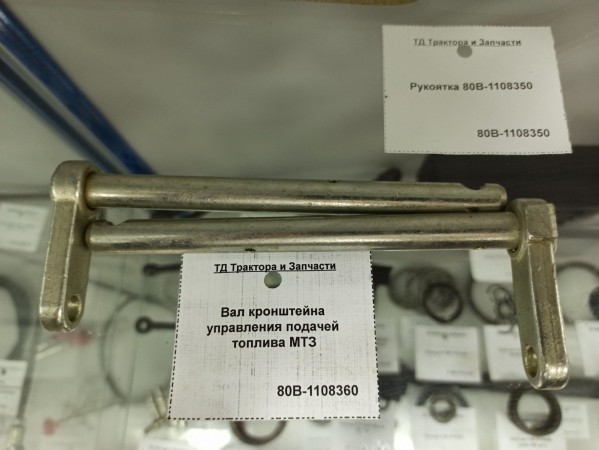 ТД Трактора и Запчасти
Рукоятка 80В-1108350
80В-1108350
ТД Трактора и Запчасти
Вал кронштейна
управления подачей
топлива МТЗ
80В-1108360